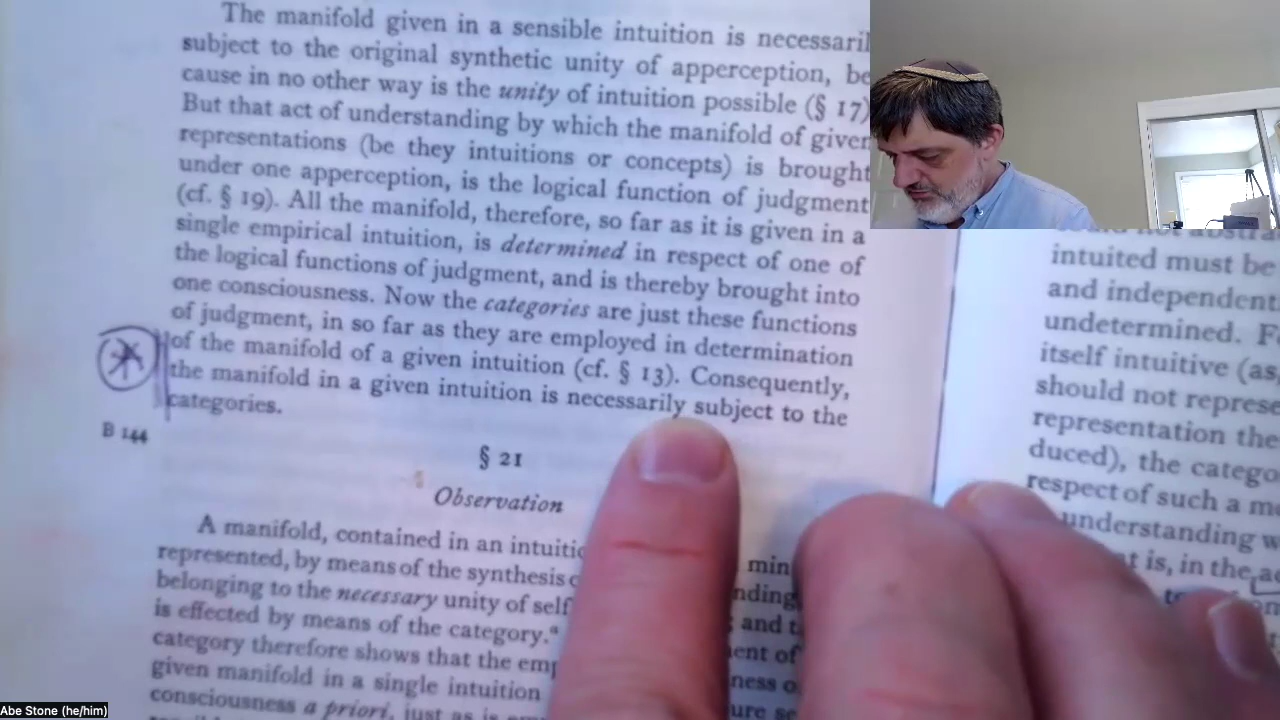 The manifold given in a sensible intuition is
subject to the original synthetic unity of apperception, be
cause in no other way is the unity of intuition possible (§ 17)
But that act of understanding by which the manifold of given
representations (be they intuitions or concepts) is brought
under one apperception, is the logical function of judgment
(cf. § 19). All the manifold, therefore, so far as it is given in a
single empirical intuition, is determined in respect of one of
the logical functions of judgment, and is thereby brought into
one consciousness. Now the categories are just these functions
of judgment, in so far as they are employed in determination
of the manifold of a given intuition (cf. § 13). Consequently,
the manifold in a given intuition is necessarily subject to the
categories.
B 144
§ 21
Observation
A manifold, contained in an
represented, by means of the synthesis
belonging to the necessary unity of self
is effected by means of the category.ᵃ
category therefore shows that the
given manifold in a single intuition
consciousness a priori, just as is
and t
intuited must be
and independent
undetermined.
itself intuitive (as,
should not
representation
duced), the
respect of such a
understanding
is, in the
Abe Stone (he/him)